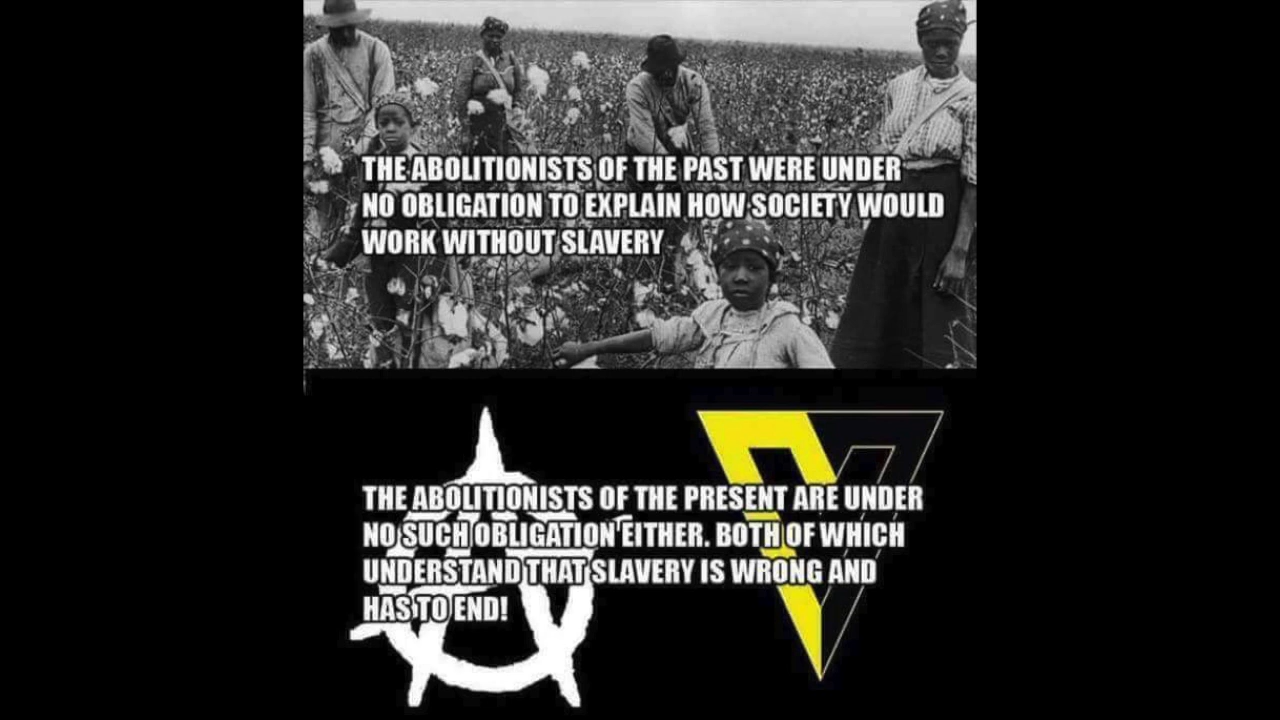 THE ABOLITIONISTS OF THE PAST WERE UNDER
NO OBLIGATION TO EXPLAIN HOW SOCIETY WOULD
WORK WITHOUT SLAVERY
THE ABOLITIONISTS OF THE PRESENT ARE UNDER
NO SUCH OBLIGATION EITHER. BOTH OF WHICH
UNDERSTAND THAT SLAVERY IS WRONG AND
HAS TO END!